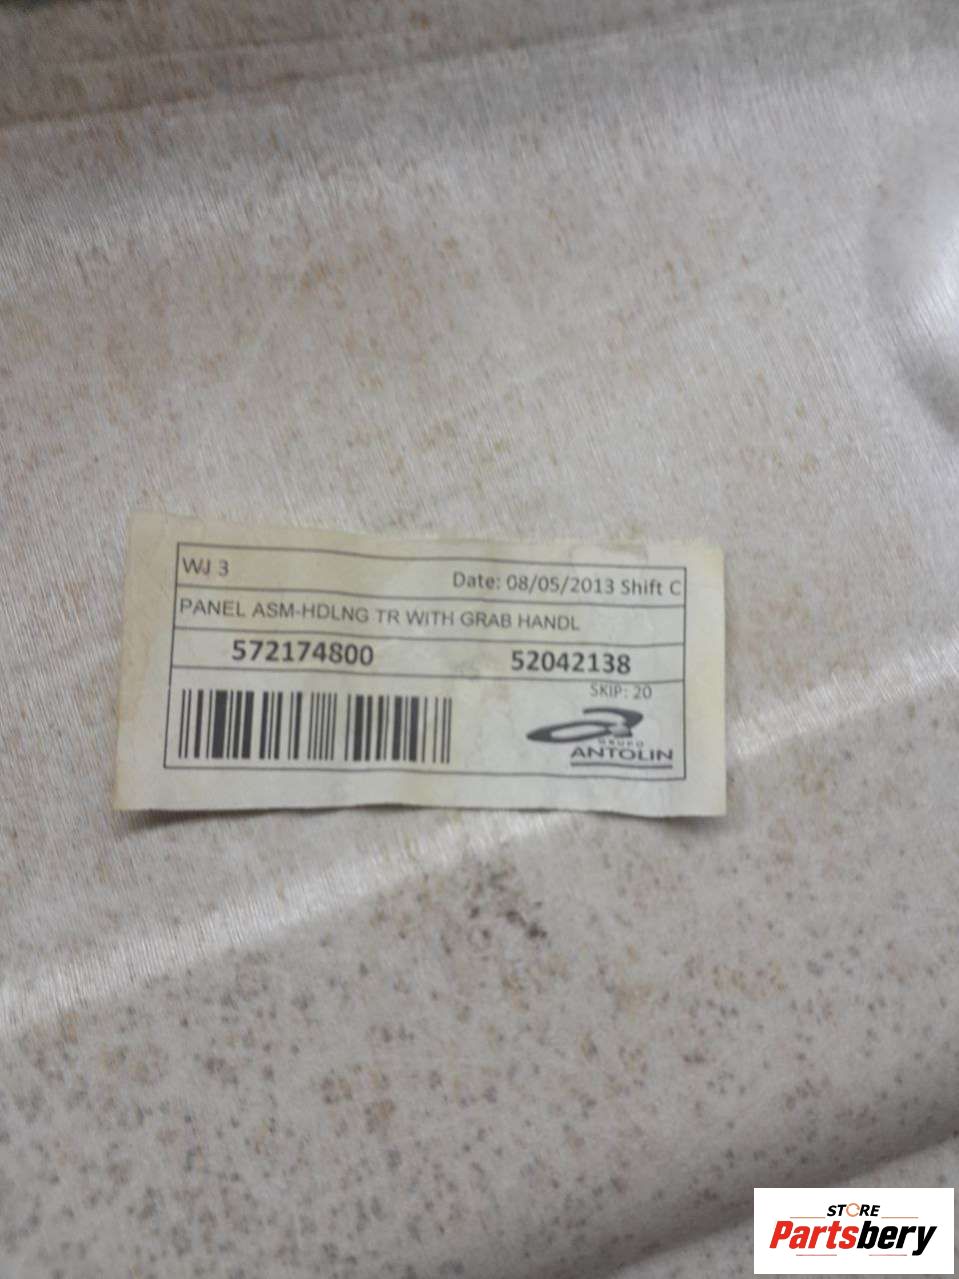 WJ 3
Date: 08/05/2013 Shift C
PANEL ASM-HDLNG TR WITH GRAB HANDL
572174800 52042138
SKIP: 20
GRUPO
ANTOLIN
STORE
Partsbery